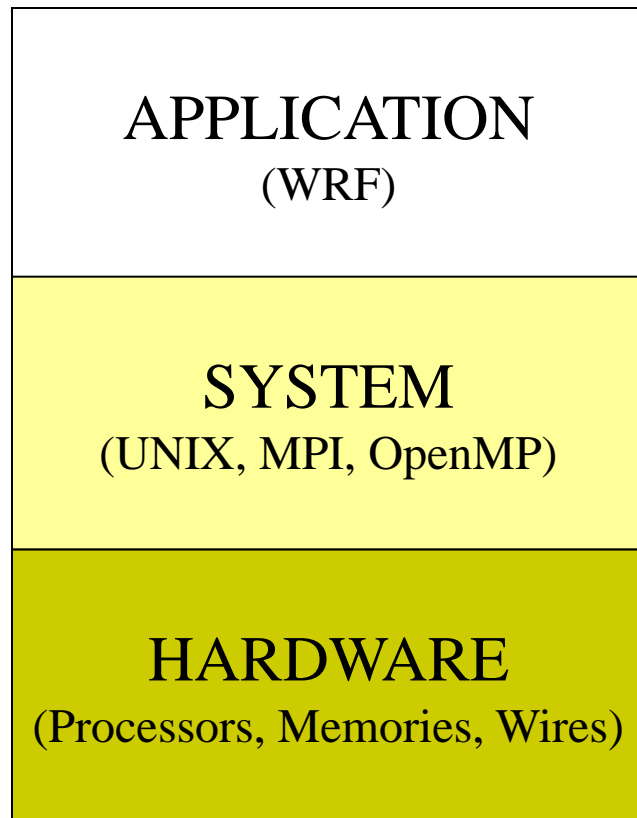 APPLICATION
(WRF)
SYSTEM
(UNIX, MPI, OpenMP)
HARDWARE
(Processors, Memories, Wires)